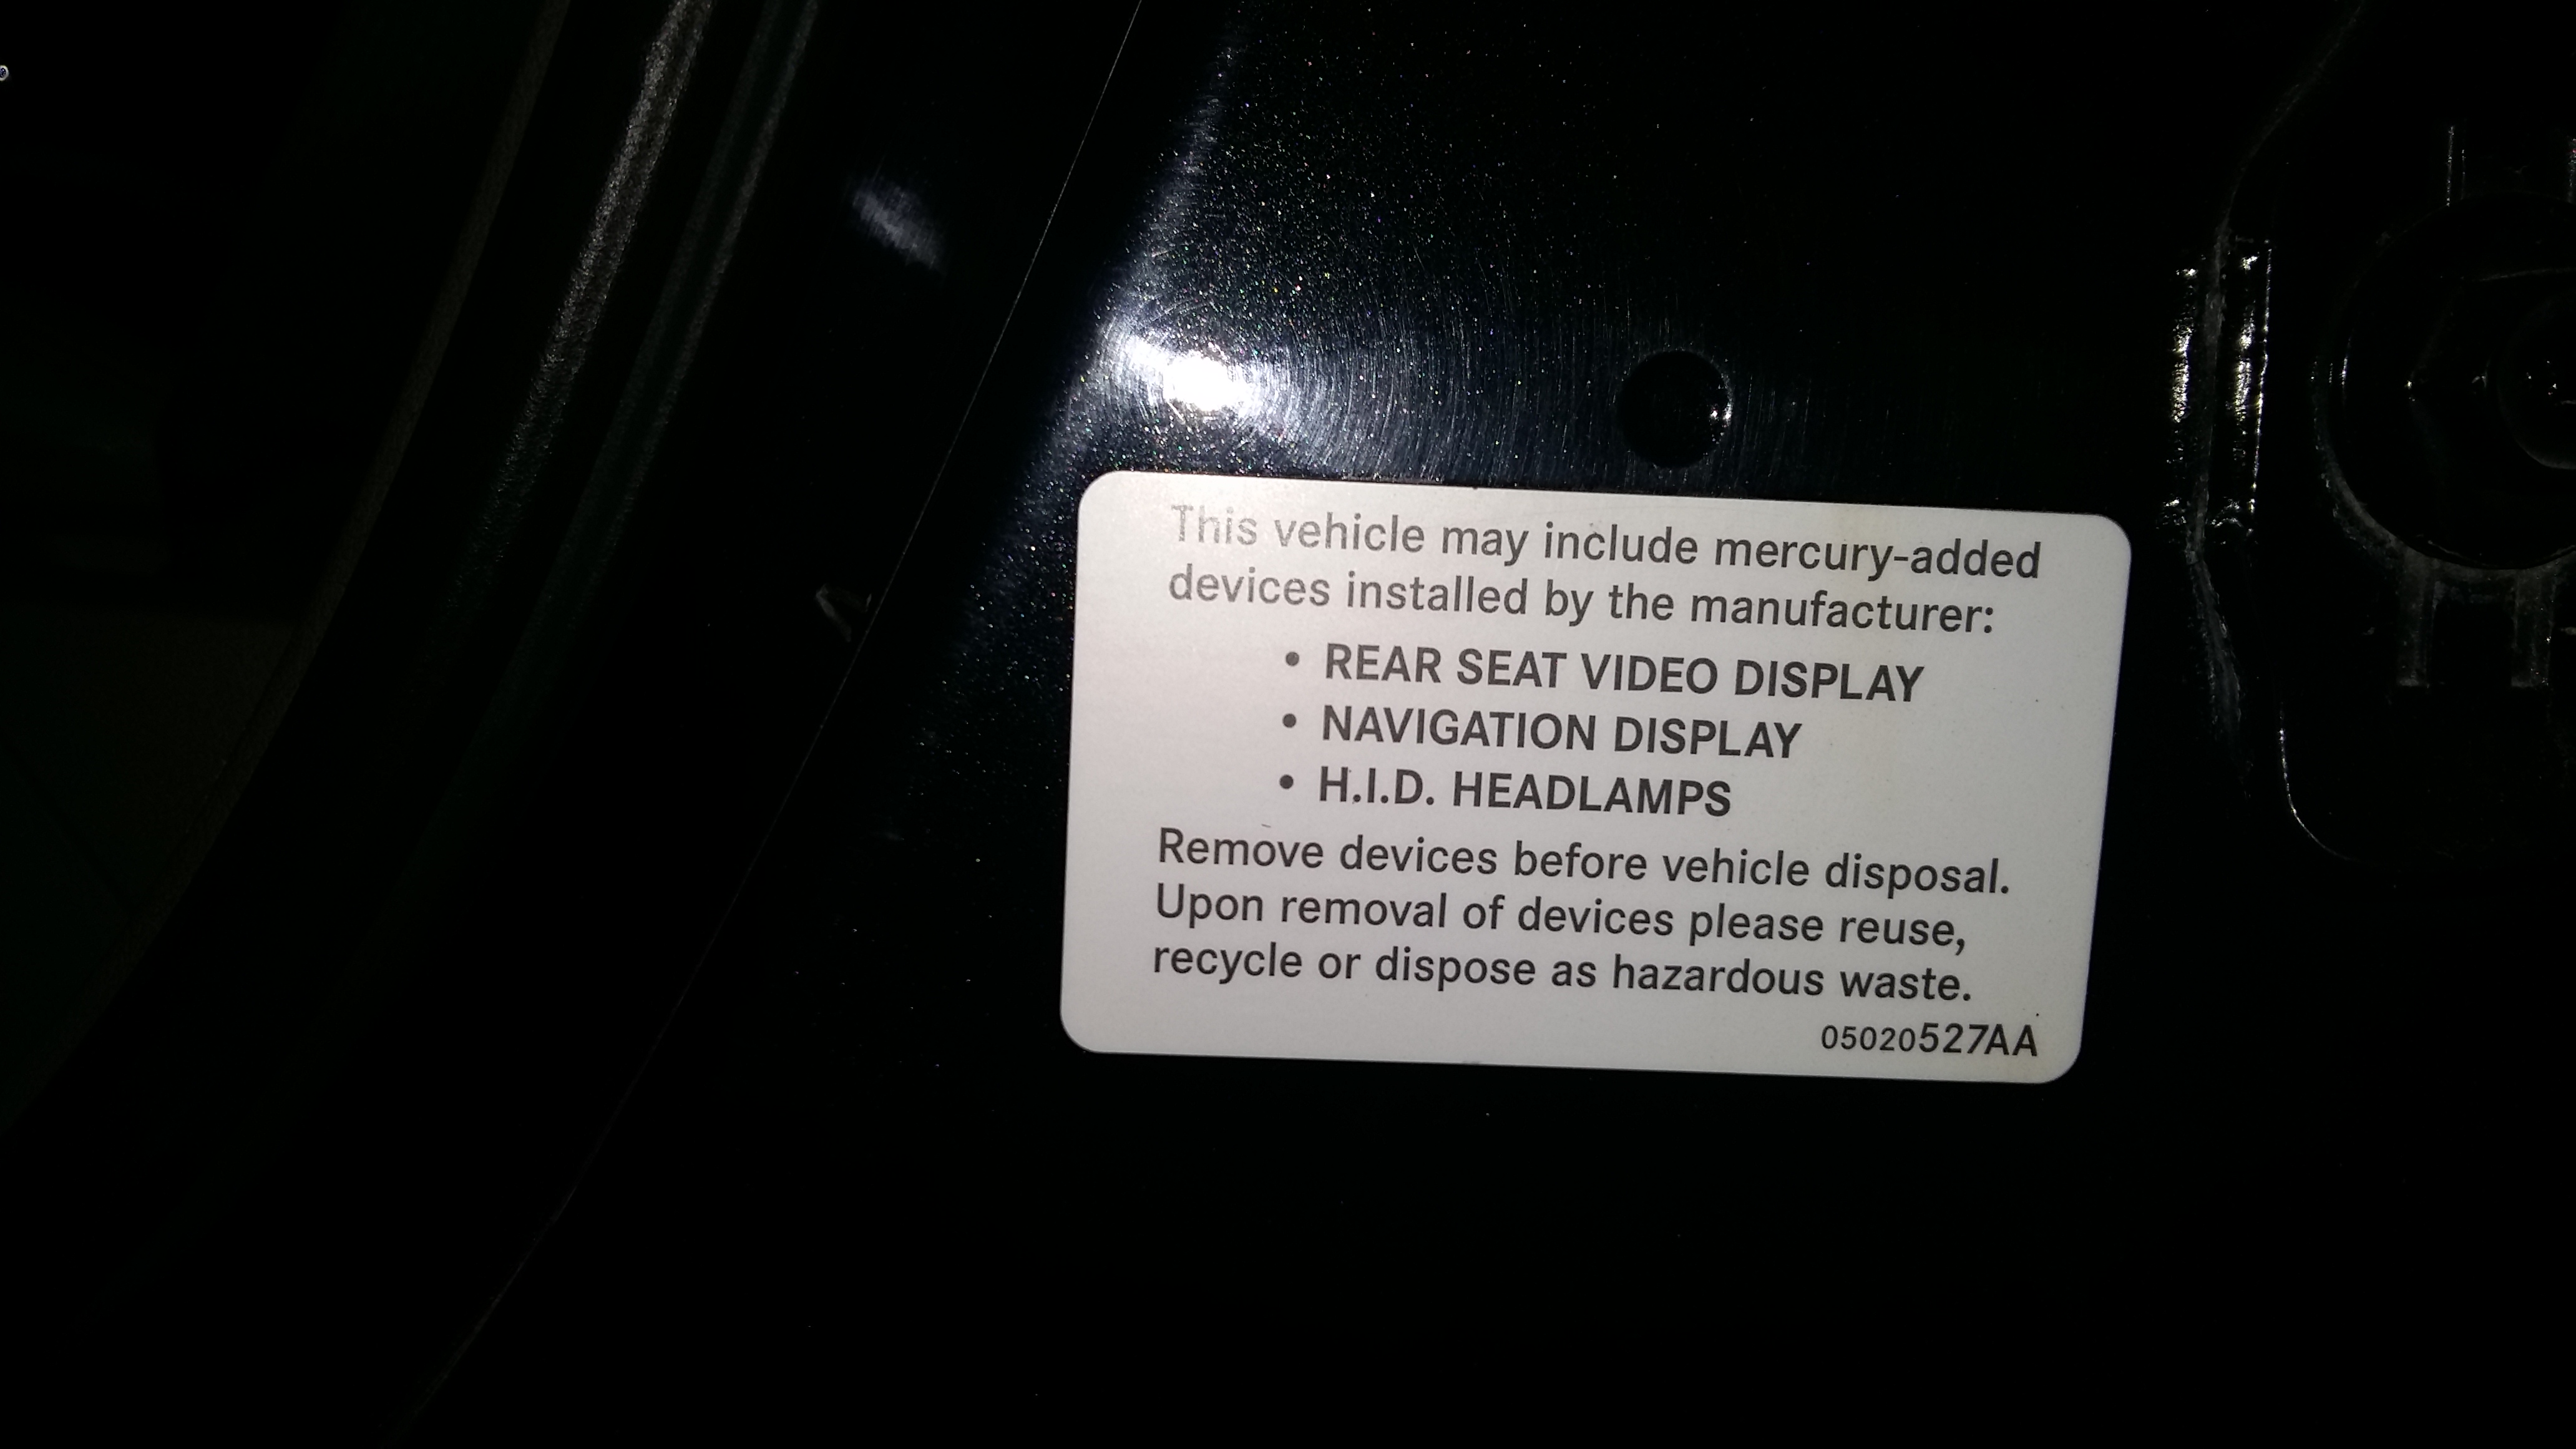 This vehicle may include mercury-added
devices installed by the manufacturer:
• REAR SEAT VIDEO DISPLAY
• NAVIGATION DISPLAY
• H.I.D. HEADLAMPS
Remove devices before vehicle disposal.
Upon removal of devices please reuse,
recycle or dispose as hazardous waste.
05020527AA